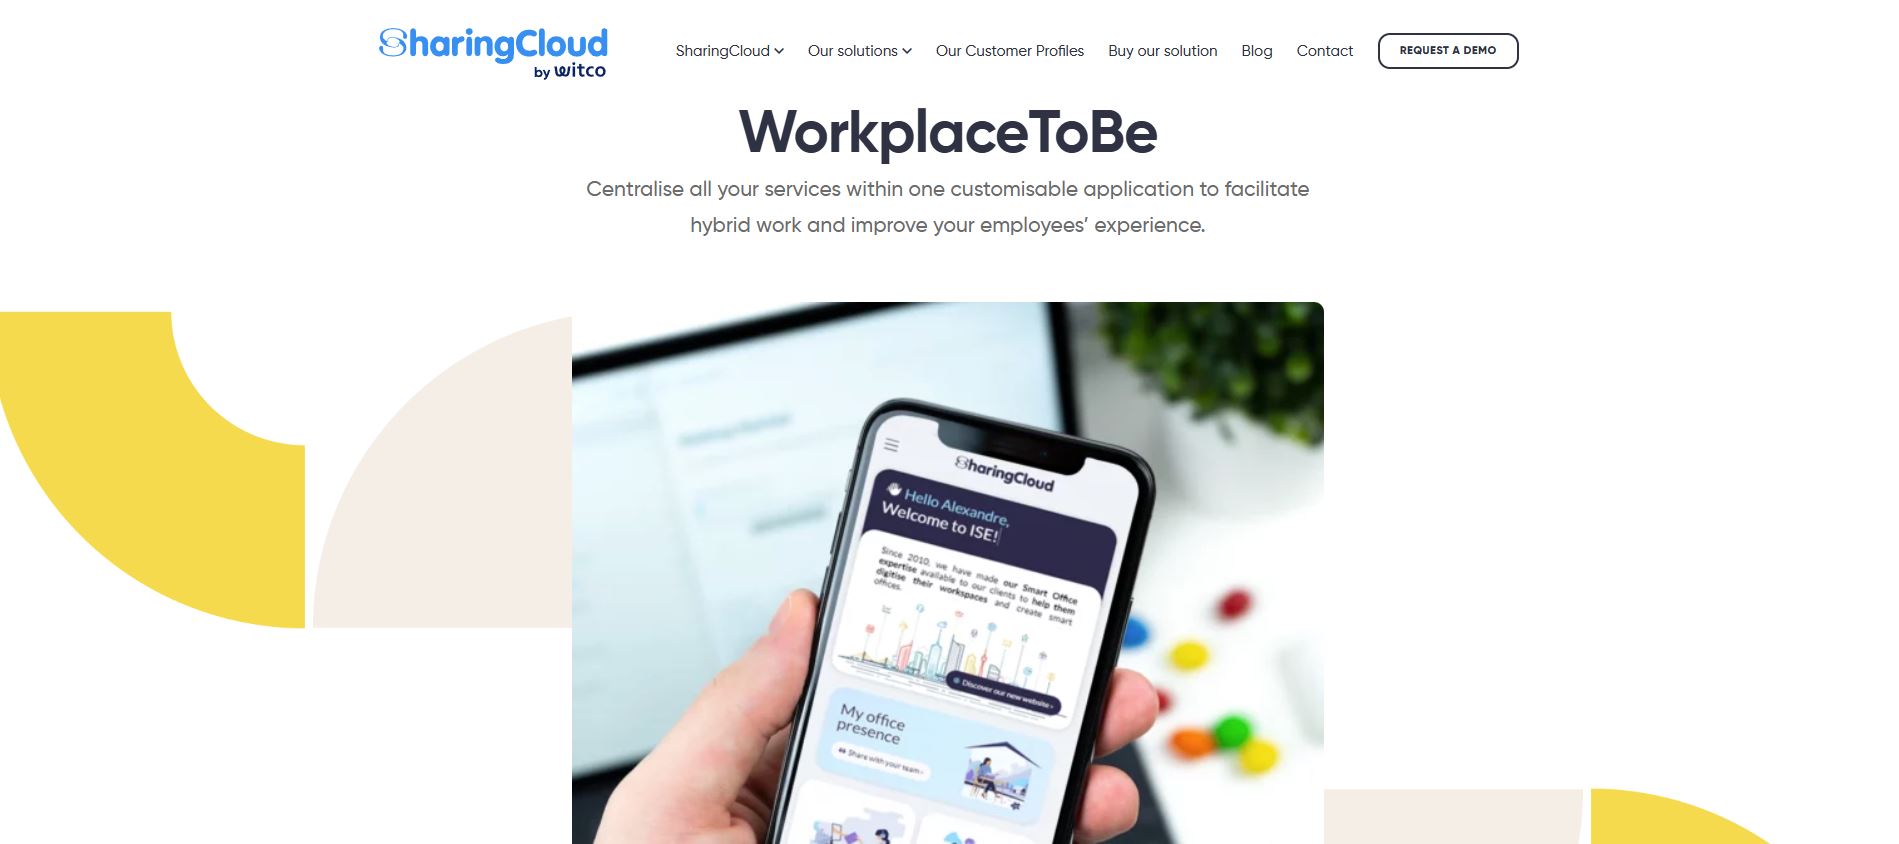 SharingCloud
by witco
SharingCloud
Our solutions
Our Customer Profiles
Buy our solution
Blog
Contact
REQUEST A DEMO
WorkplaceToBe
Centralise all your services within one customisable application to facilitate
hybrid work and improve your employees’ experience.
SharingCloud
Hello Alexandre,
Welcome to ISE!
Since 2010, we have made our Smart Office
expertise available to our clients to help them
digitise their workspaces and create smart
offices.
Discover our new website ›
My office
presence
Share with your team ›